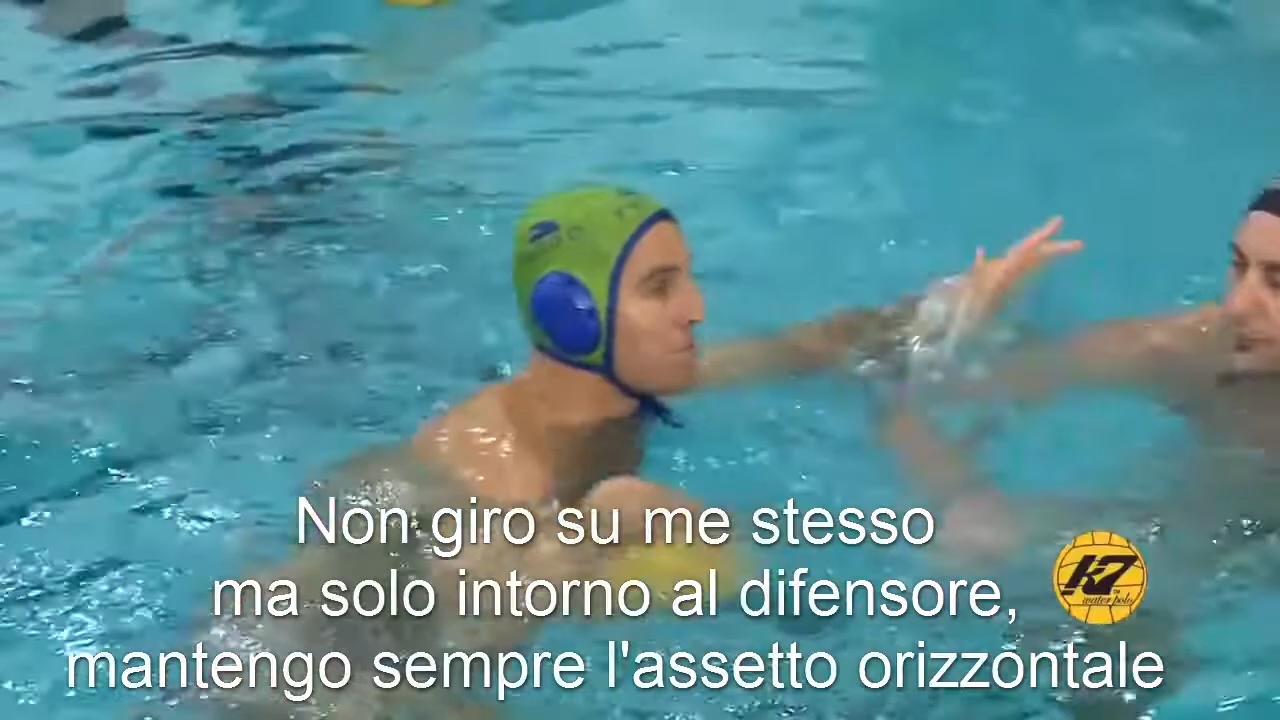 Non giro su me stesso
ma solo intorno al difensore,
mantengo sempre l'assetto orizzontale
K7
water polo